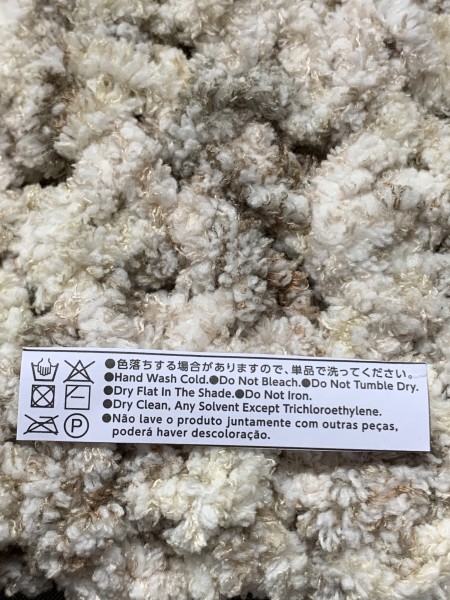 ●色落ちする場合がありますので、単品で洗ってください。
●Hand Wash Cold.●Do Not Bleach.●Do Not Tumble Dry.
●Dry Flat In The Shade.●Do Not Iron.
●Dry Clean, Any Solvent Except Trichloroethylene.
●Não lave o produto juntamente com outras peças,
poderá haver descoloração.
P